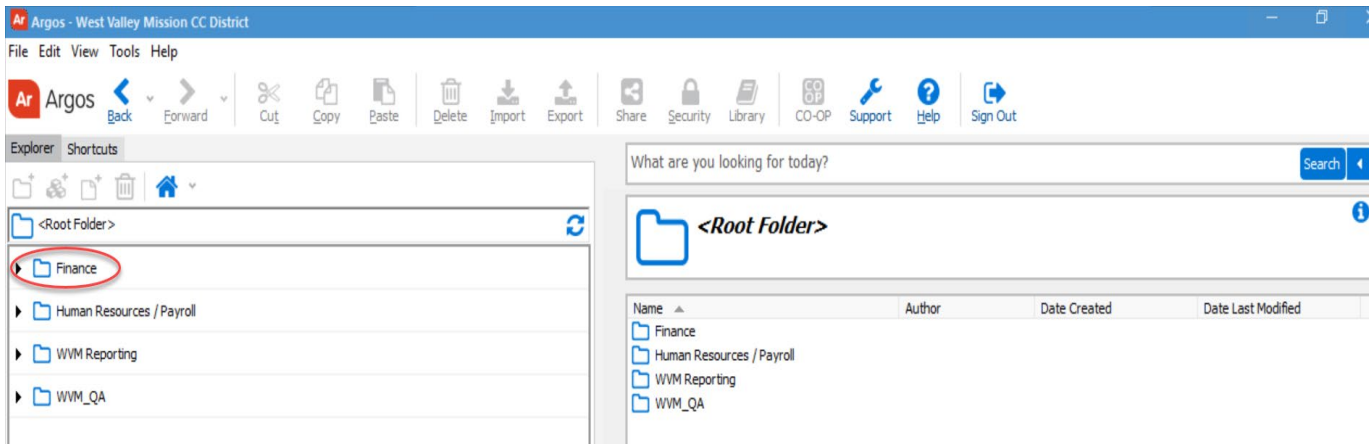 Ar Argos - West Valley Mission CC District
File Edit View Tools Help
Ar Argos Back Forward Cut Copy Paste Delete Import Export Share Security Library CO-OP Support Help Sign Out
Explorer Shortcuts
What are you looking for today? Search
<Root Folder>
<Root Folder>
Finance
Human Resources / Payroll
WVM Reporting
WVM_QA
Name Author Date Created Date Last Modified
Finance
Human Resources / Payroll
WVM Reporting
WVM_QA